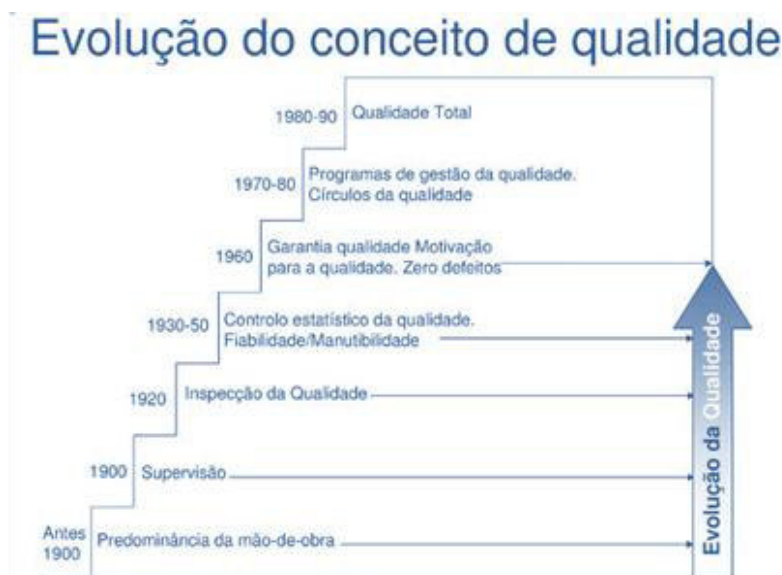 Evolução do conceito de qualidade
1980-90 Qualidade Total
1970-80 Programas de gestão da qualidade.
Círculos da qualidade
1960 Garantia qualidade Motivação
para a qualidade. Zero defeitos
1930-50 Controlo estatístico da qualidade.
Fiabilidade/Manutibilidade
1920 Inspecção da Qualidade
1900 Supervisão
Antes
1900 Predominância da mão-de-obra
Evolução da Qualidade